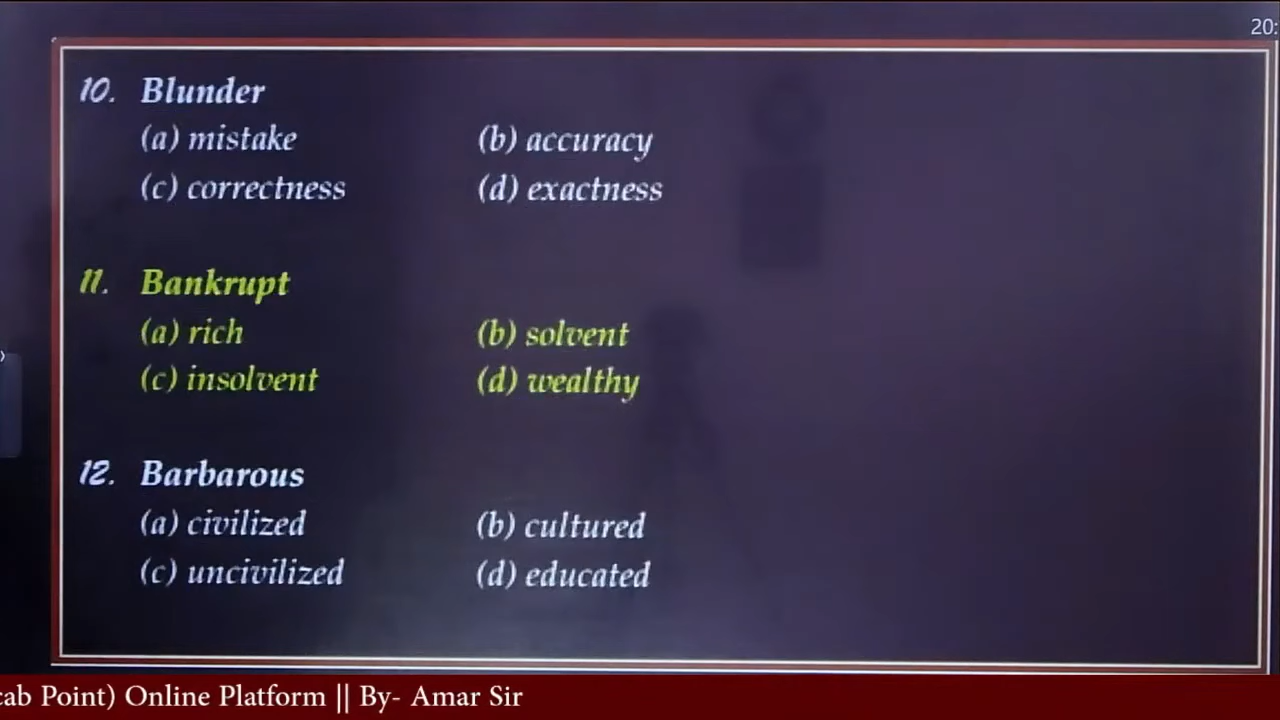 20:
10. Blunder
(a) mistake (b) accuracy
(c) correctness (d) exactness
11. Bankrupt
(a) rich (b) solvent
(c) insolvent (d) wealthy
12. Barbarous
(a) civilized (b) cultured
(c) uncivilized (d) educated
cab Point) Online Platform || By- Amar Sir